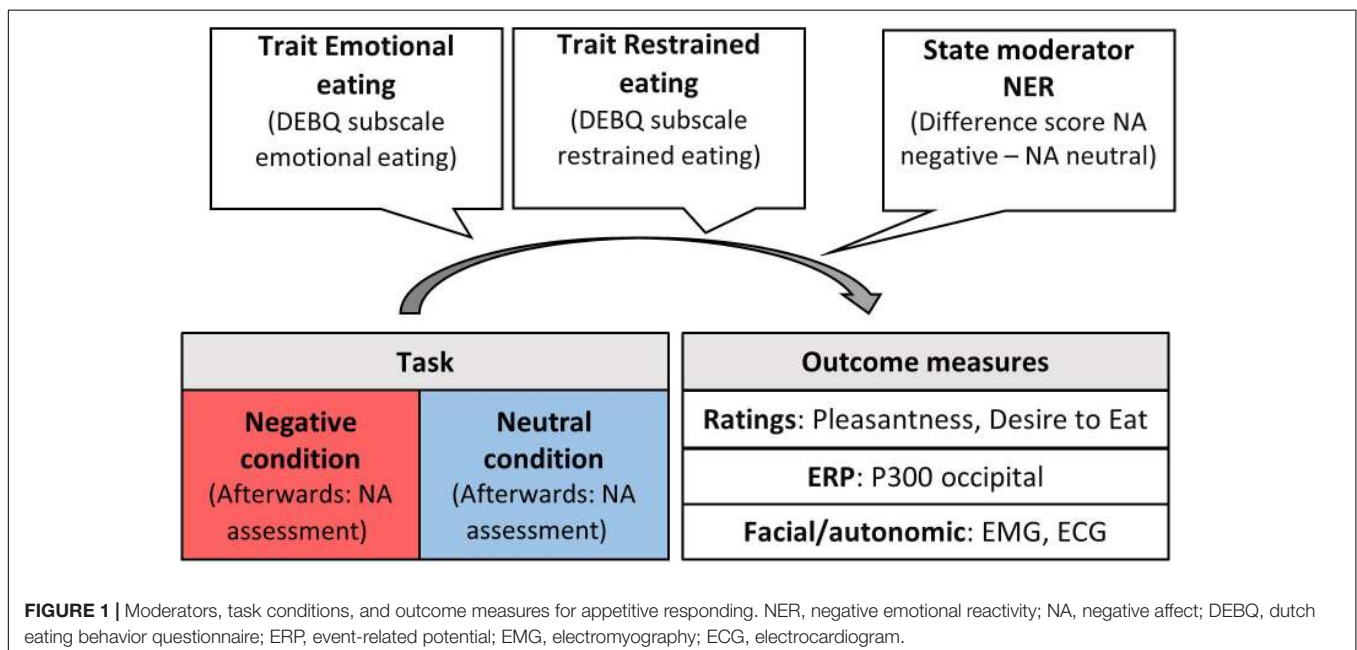 Trait Emotional
eating
(DEBQ subscale
emotional eating)
Trait Restrained
eating
(DEBQ subscale
restrained eating)
State moderator
NER
(Difference score NA
negative – NA neutral)
Task
Negative
condition
(Afterwards: NA
assessment)
Neutral
condition
(Afterwards: NA
assessment)
Outcome measures
Ratings: Pleasantness, Desire to Eat
ERP: P300 occipital
Facial/autonomic: EMG, ECG
FIGURE 1 | Moderators, task conditions, and outcome measures for appetitive responding. NER, negative emotional reactivity; NA, negative affect; DEBQ, dutch
eating behavior questionnaire; ERP, event-related potential; EMG, electromyography; ECG, electrocardiogram.